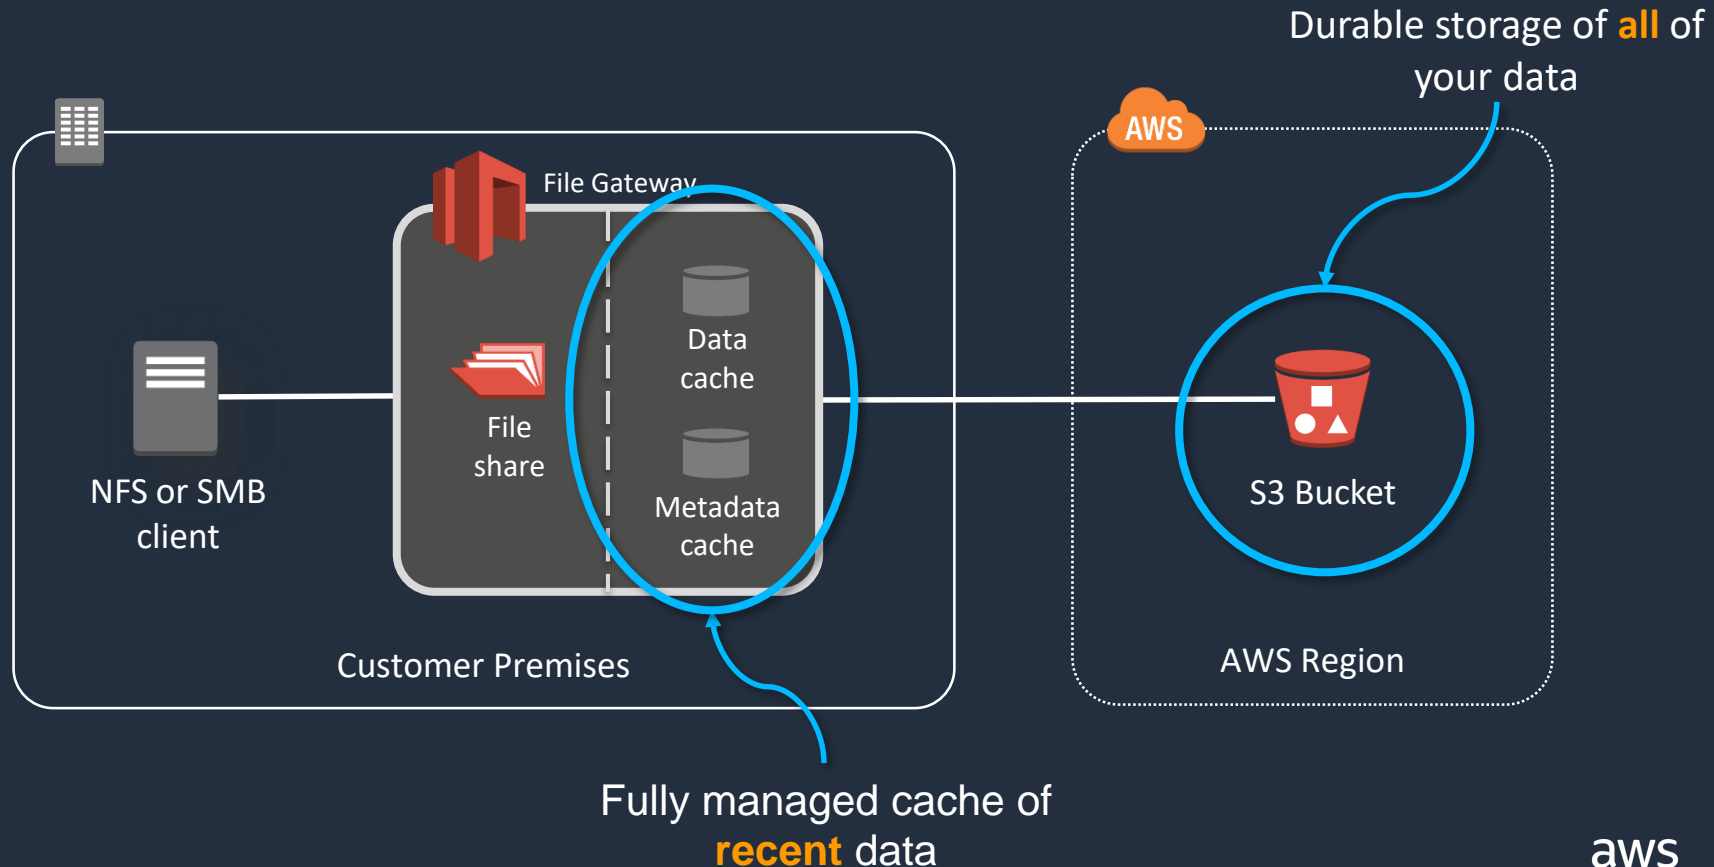 Durable storage of all of
your data
AWS
File Gateway
Data
cache
File
share
Metadata
cache
NFS or SMB
client
S3 Bucket
Customer Premises
AWS Region
Fully managed cache of
recent data
aws